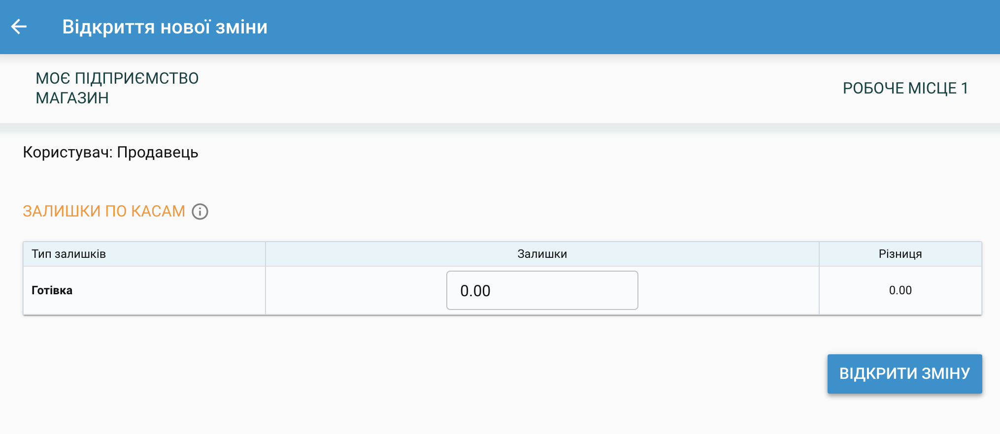 Відкриття нової зміни
МОЄ ПІДПРИЄМСТВО
МАГАЗИН
РОБОЧЕ МІСЦЕ 1
Користувач: Продавець
ЗАЛИШКИ ПО КАСАМ
Тип залишків Залишки Різниця
Готівка 0.00 0.00
ВІДКРИТИ ЗМІНУ